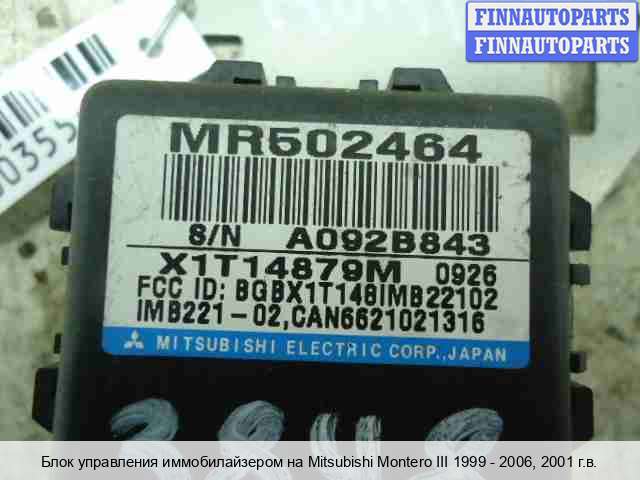 FINNAUTOPARTS
FINNAUTOPARTS
MR502464
S/N A092B843
X1T14879M 0926
FCC ID: BGBX1T148IMB22102
IMB221-02,CAN6621021316
MITSUBISHI ELECTRIC CORP.,JAPAN
Блок управления иммобилайзером на Mitsubishi Montero III 1999 - 2006, 2001 г.в.